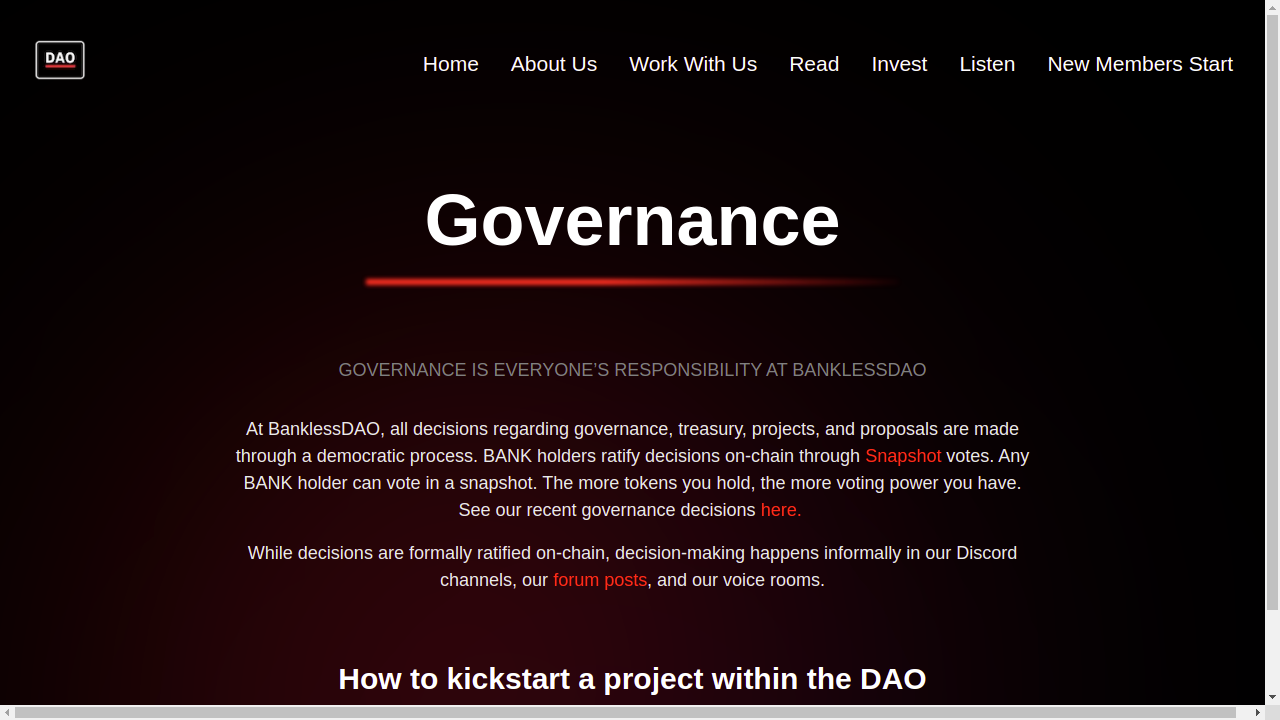 DAO
Home About Us Work With Us Read Invest Listen New Members Start
Governance
GOVERNANCE IS EVERYONE'S RESPONSIBILITY AT BANKLESSDAO
At BanklessDAO, all decisions regarding governance, treasury, projects, and proposals are made
through a democratic process. BANK holders ratify decisions on-chain through Snapshot votes. Any
BANK holder can vote in a snapshot. The more tokens you hold, the more voting power you have.
See our recent governance decisions here.
While decisions are formally ratified on-chain, decision-making happens informally in our Discord
channels, our forum posts, and our voice rooms.
How to kickstart a project within the DAO